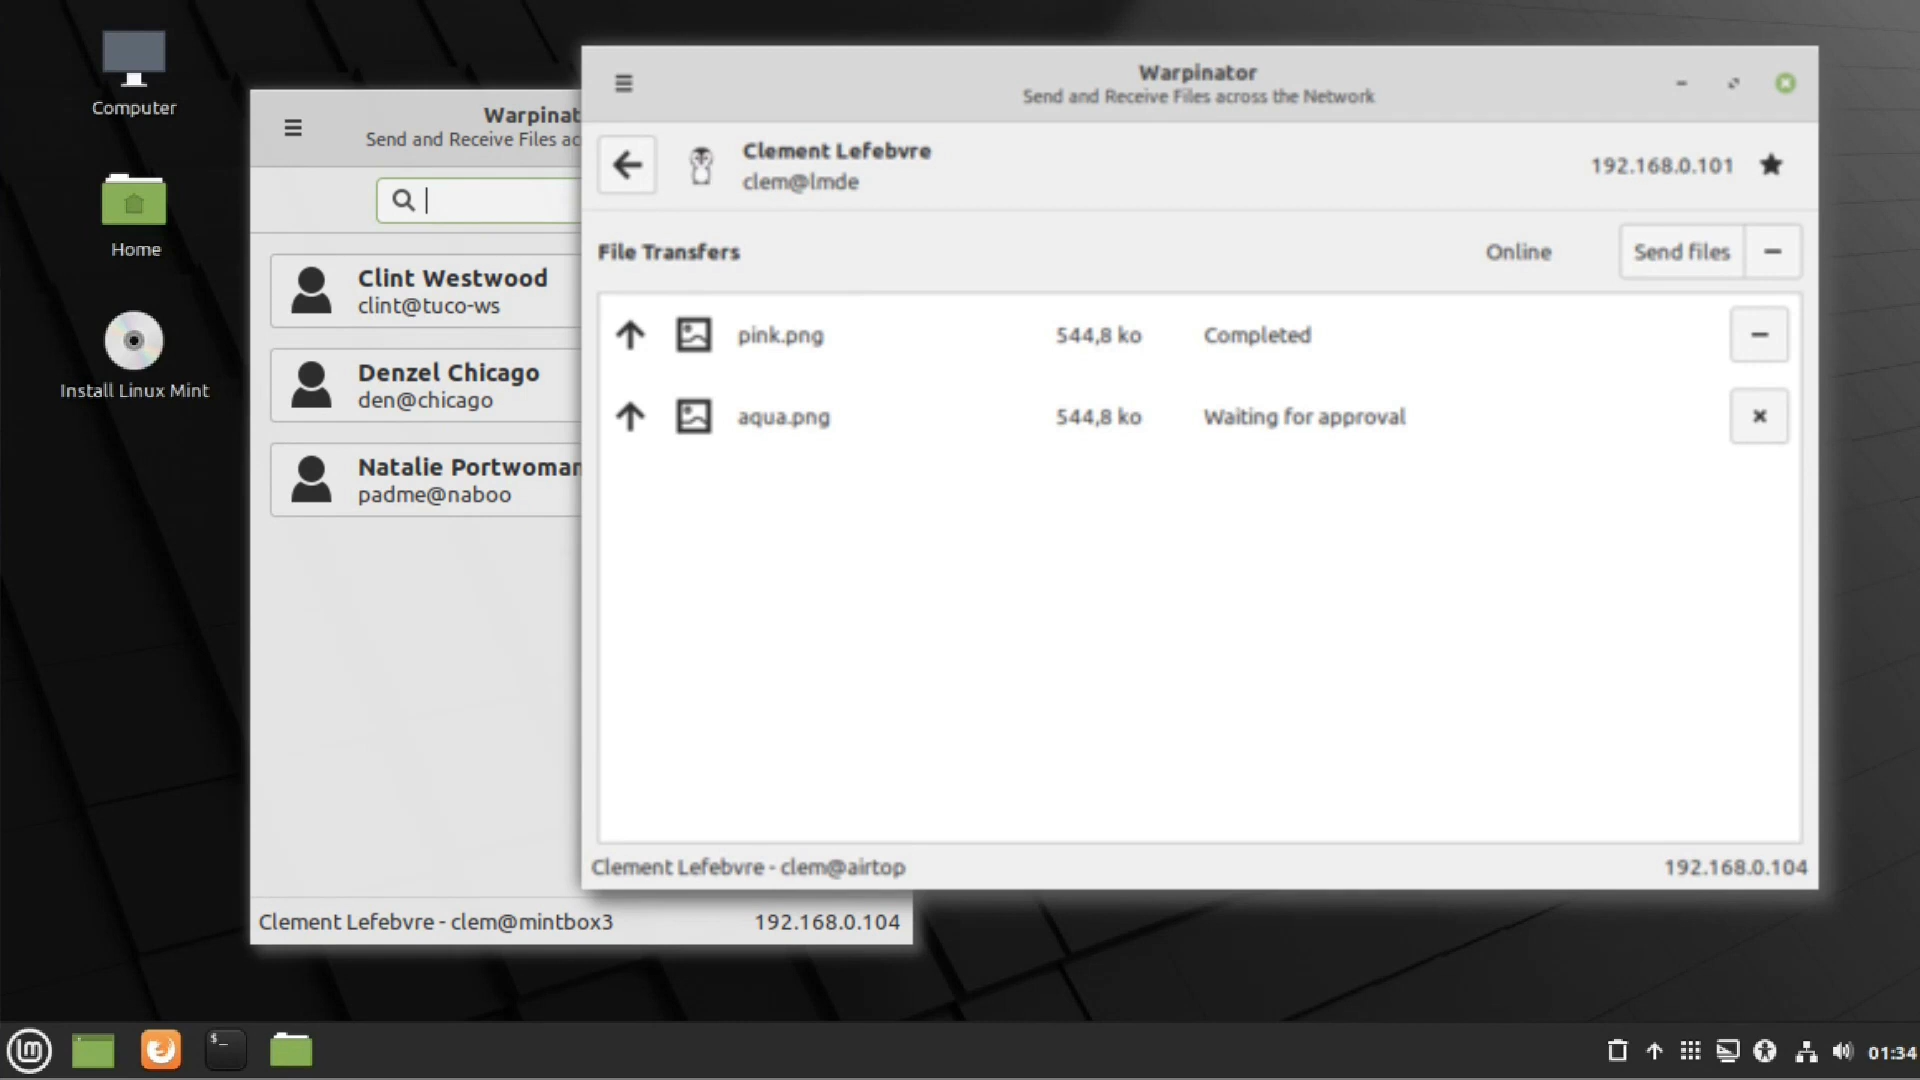 Computer
Home
Install Linux Mint
Warpinat
Send and Receive Files ac
Clint Westwood
clint@tuco-ws
Denzel Chicago
den@chicago
Natalie Portwoman
padme@naboo
Clement Lefebvre - clem@mintbox3
192.168.0.104
Warpinator
Send and Receive Files across the Network
Clement Lefebvre
clem@lmde
192.168.0.101
File Transfers
Online
Send files
pink.png
544,8 ko
Completed
aqua.png
544,8 ko
Waiting for approval
Clement Lefebvre - clem@airtop
192.168.0.104
$_
01:34